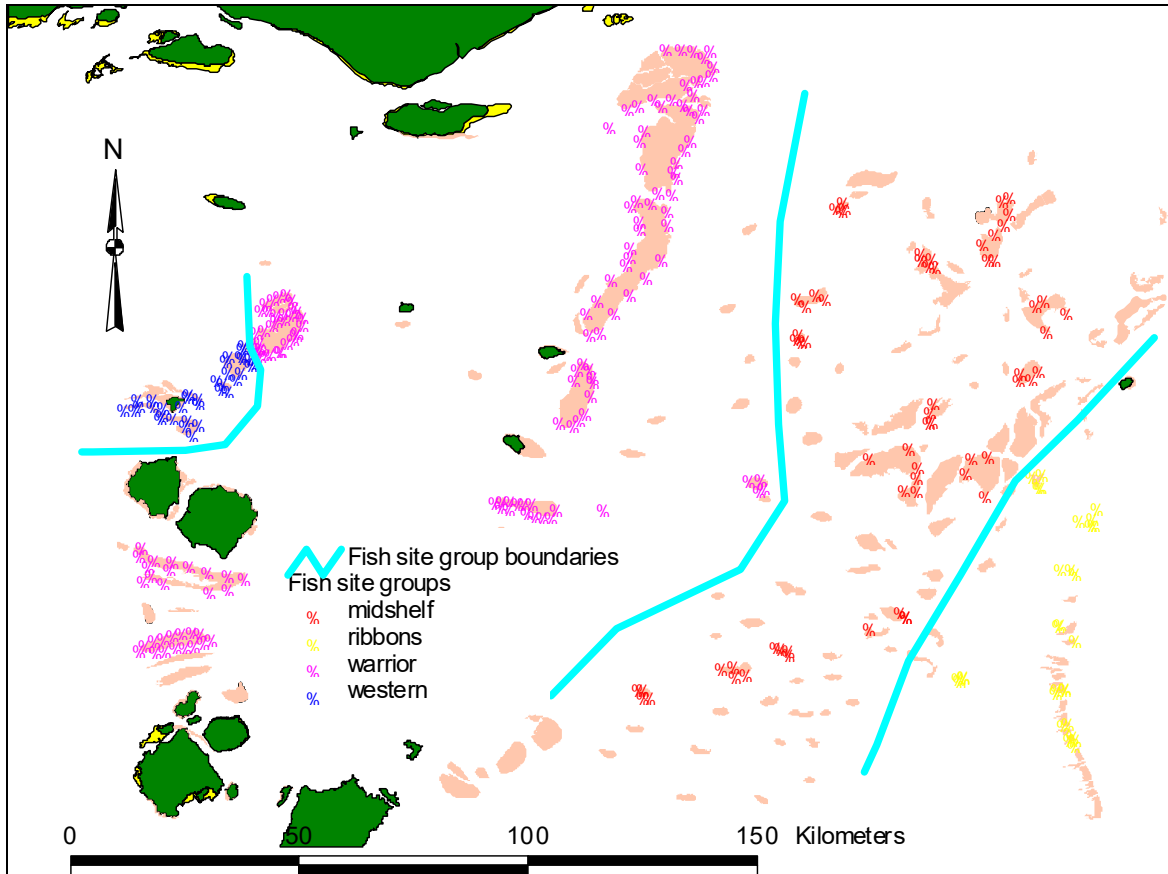 N
Fish site group boundaries
Fish site groups
% midshelf
% ribbons
% warrior
% western
0 50 100 150 Kilometers